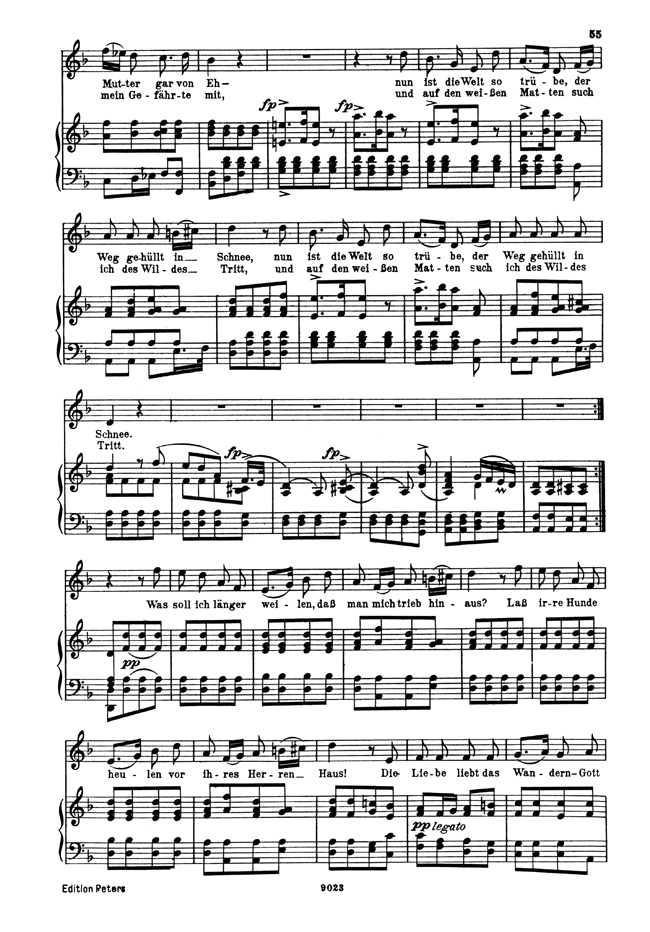 55
Mut-ter gar von Eh— nun ist die Welt so trü-be, der
mein Ge-fähr-te mit, und auf den wei-ßen Mat-ten such
fp fp
Weg ge-hüllt in— Schnee, nun ist die Welt so trü-be, der Weg gehüllt in
ich des Wil-des— Tritt, und auf den wei-ßen Mat-ten such ich des Wil-des
Schnee.
Tritt.
fp fp
Was soll ich länger wei-len, daß man mich trieb hin-aus? Laß ir-re Hunde
pp
heu-len vor ih-res Her-ren— Haus! Die Lie-be liebt das Wan-dern- Gott
pp legato
Edition Peters 9023